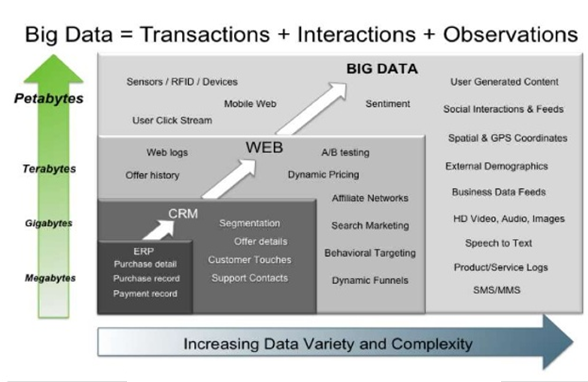 Big Data = Transactions + Interactions + Observations
Petabytes
Terabytes
Gigabytes
Megabytes
BIG DATA
Sensors / RFID / Devices
Mobile Web
Sentiment
User Click Stream
User Generated Content
Social Interactions & Feeds
Spatial & GPS Coordinates
External Demographics
Business Data Feeds
HD Video, Audio, Images
Speech to Text
Product/Service Logs
SMS/MMS
WEB
Web logs
A/B testing
Offer history
Dynamic Pricing
Affiliate Networks
Search Marketing
Behavioral Targeting
Dynamic Funnels
CRM
Segmentation
Offer details
Customer Touches
Support Contacts
ERP
Purchase detail
Purchase record
Payment record
Increasing Data Variety and Complexity